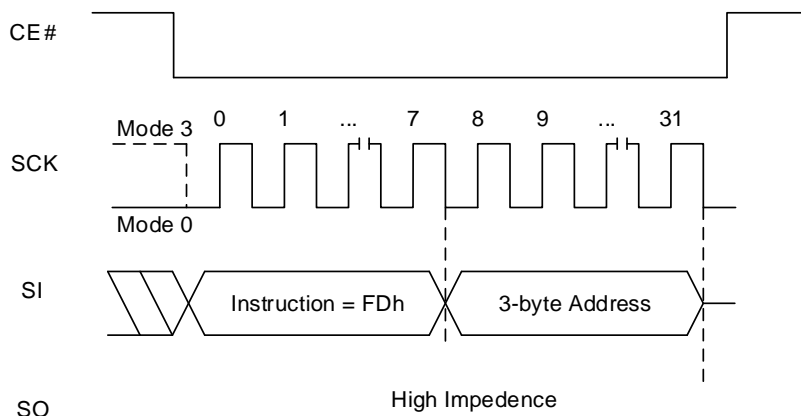 CE#
Mode 3
0 1 ... 7 8 9 ... 31
SCK
Mode 0
SI
Instruction = FDh
3-byte Address
High Impedence
SO